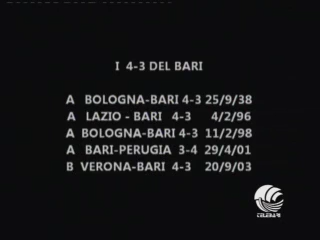 I 4-3 DEL BARI
A BOLOGNA-BARI 4-3 25/9/38
A LAZIO - BARI 4-3 4/2/96
A BOLOGNA-BARI 4-3 11/2/98
A BARI-PERUGIA 3-4 29/4/01
B VERONA-BARI 4-3 20/9/03
TELEBARI